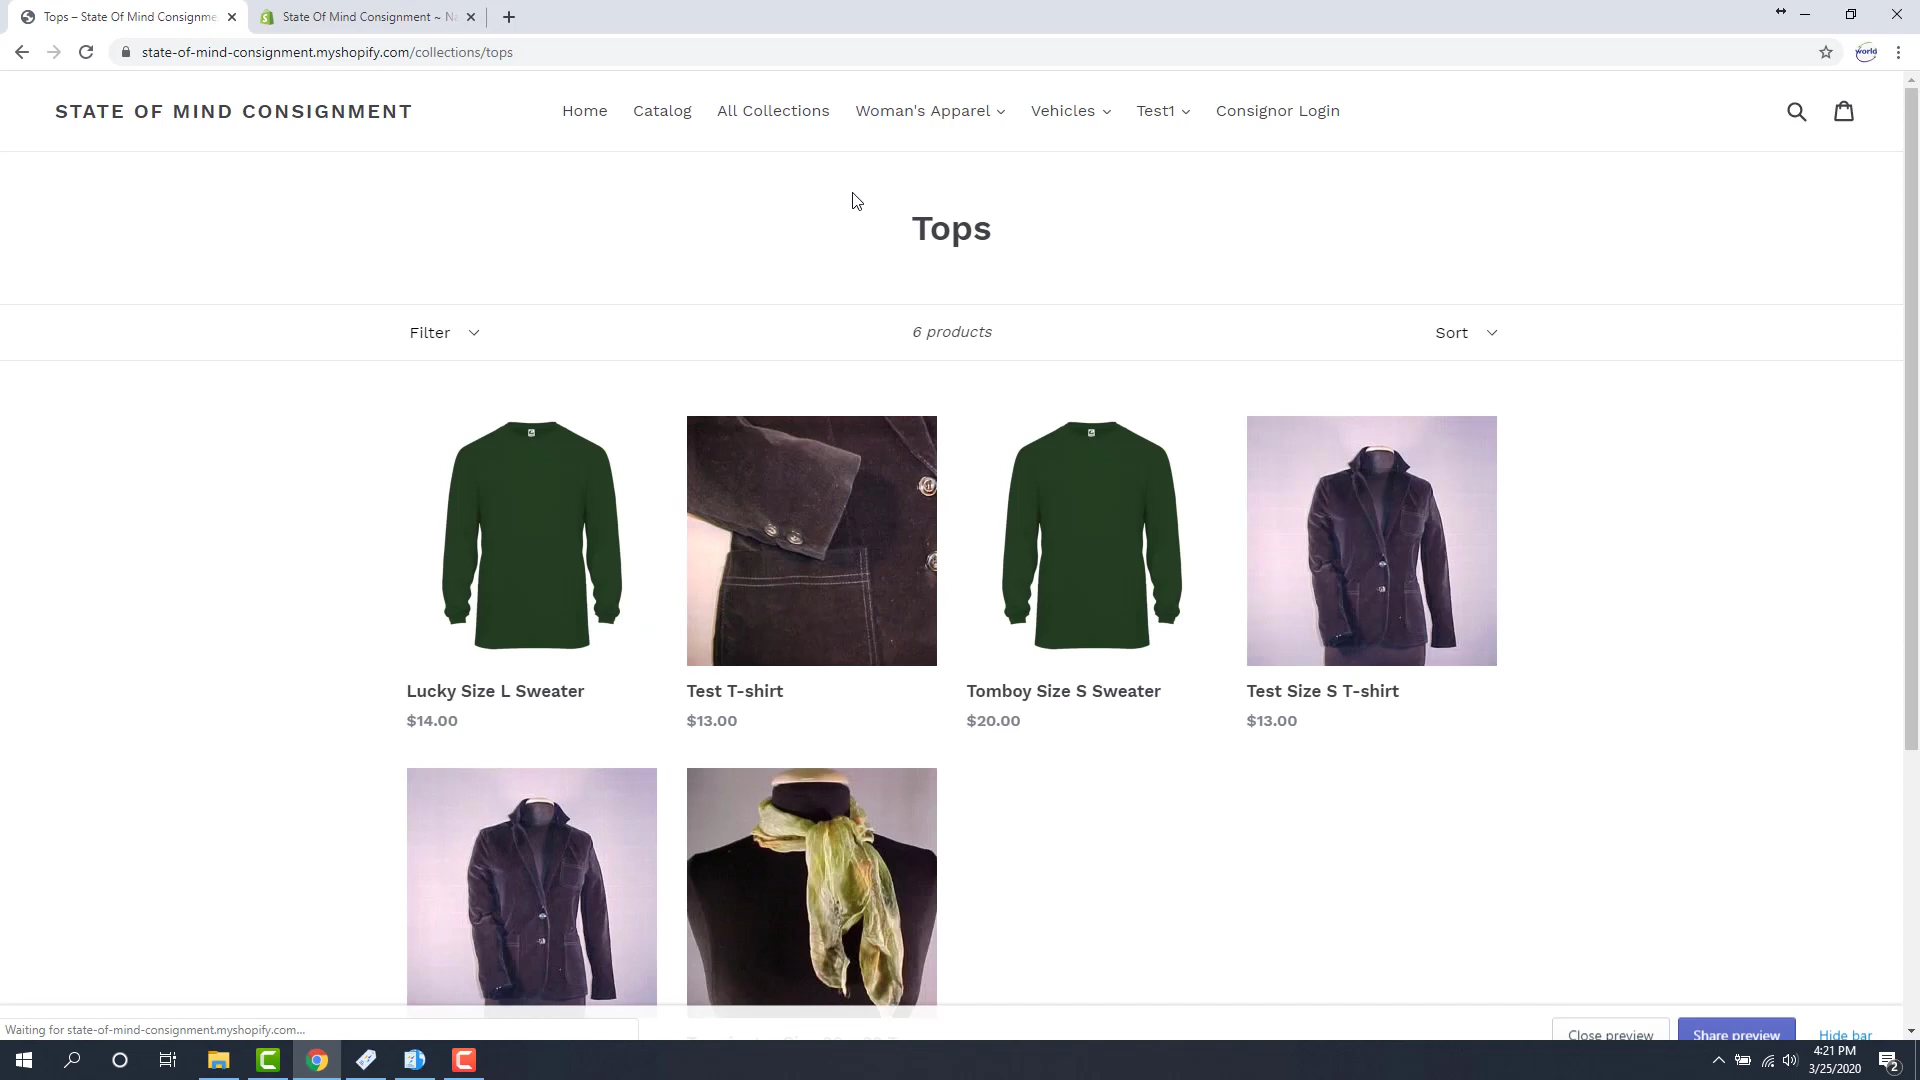 Tops – State Of Mind Consignme
State Of Mind Consignment ~ Na
state-of-mind-consignment.myshopify.com/collections/tops
world
STATE OF MIND CONSIGNMENT
Home
Catalog
All Collections
Woman's Apparel
Vehicles
Test1
Consignor Login
Tops
Filter
6 products
Sort
Lucky Size L Sweater
$14.00
Test T-shirt
$13.00
Tomboy Size S Sweater
$20.00
Test Size S T-shirt
$13.00
Waiting for state-of-mind-consignment.myshopify.com...
Close preview
Share preview
Hide bar
4:21 PM
3/25/2020
2